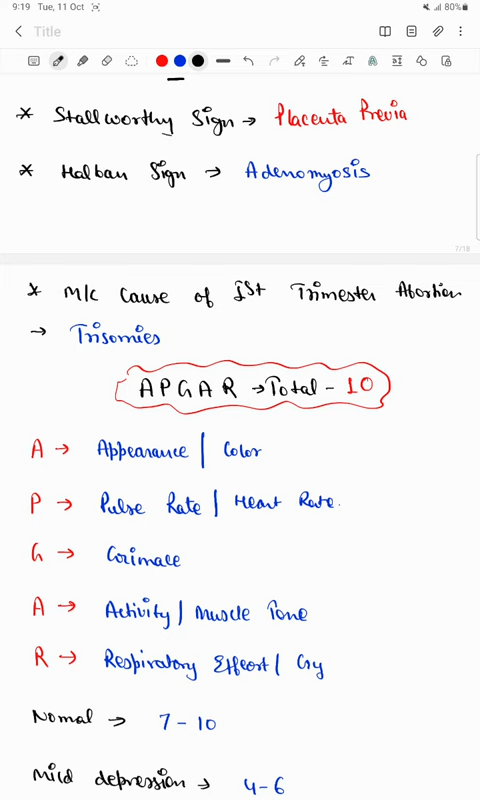 9:19 Tue, 11 Oct 80%
Title
* Stallworthy Sign → Placenta Previa
* Halban Sign → Adenomyosis
7/18
* M/C Cause of Ist Trimester Abortion
→ Trisomies
APGAR → Total - 10
A → Appearance | Color
P → Pulse Rate | Heart Rate.
G → Grimace
A → Activity | Muscle Tone
R → Respiratory Effort | Cry
Nomal → 7 - 10
Mild depression → 4-6